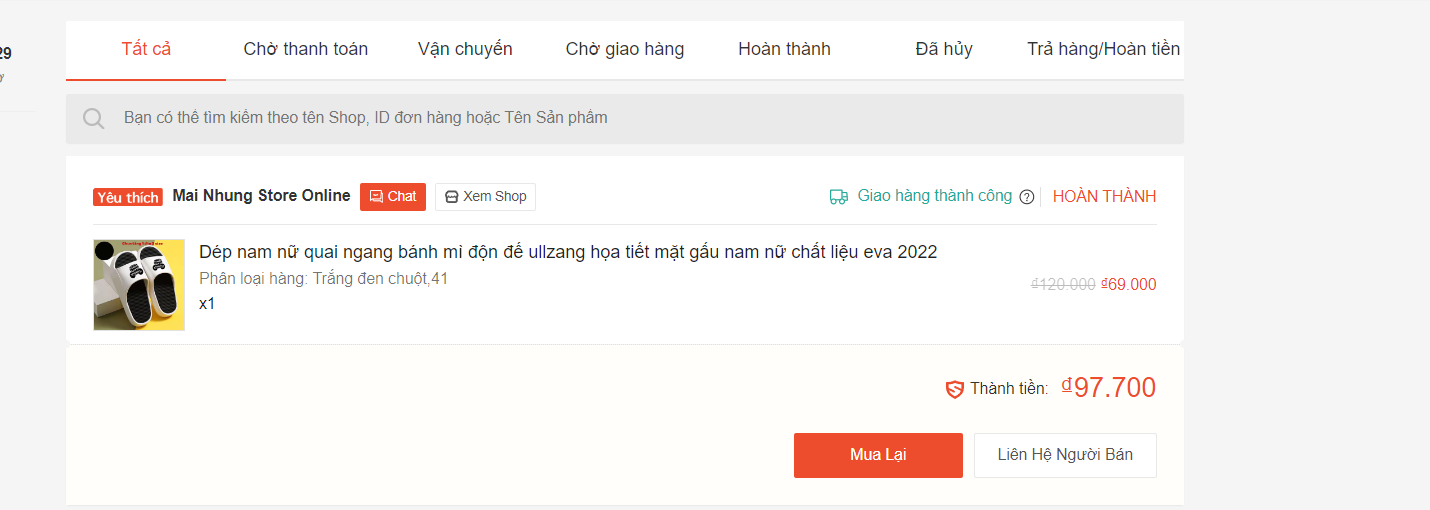 29
Tất cả Chờ thanh toán Vận chuyển Chờ giao hàng Hoàn thành Đã hủy Trả hàng/Hoàn tiền
Bạn có thể tìm kiếm theo tên Shop, ID đơn hàng hoặc Tên Sản phẩm
Yêu thích Mai Nhung Store Online Chat Xem Shop Giao hàng thành công HOÀN THÀNH
Dép nam nữ quai ngang bánh mì độn đế ullzang họa tiết mặt gấu nam nữ chất liệu eva 2022
Phân loại hàng: Trắng đen chuột,41
₫120.000 ₫69.000
x1
Thành tiền: ₫97.700
Mua Lại Liên Hệ Người Bán